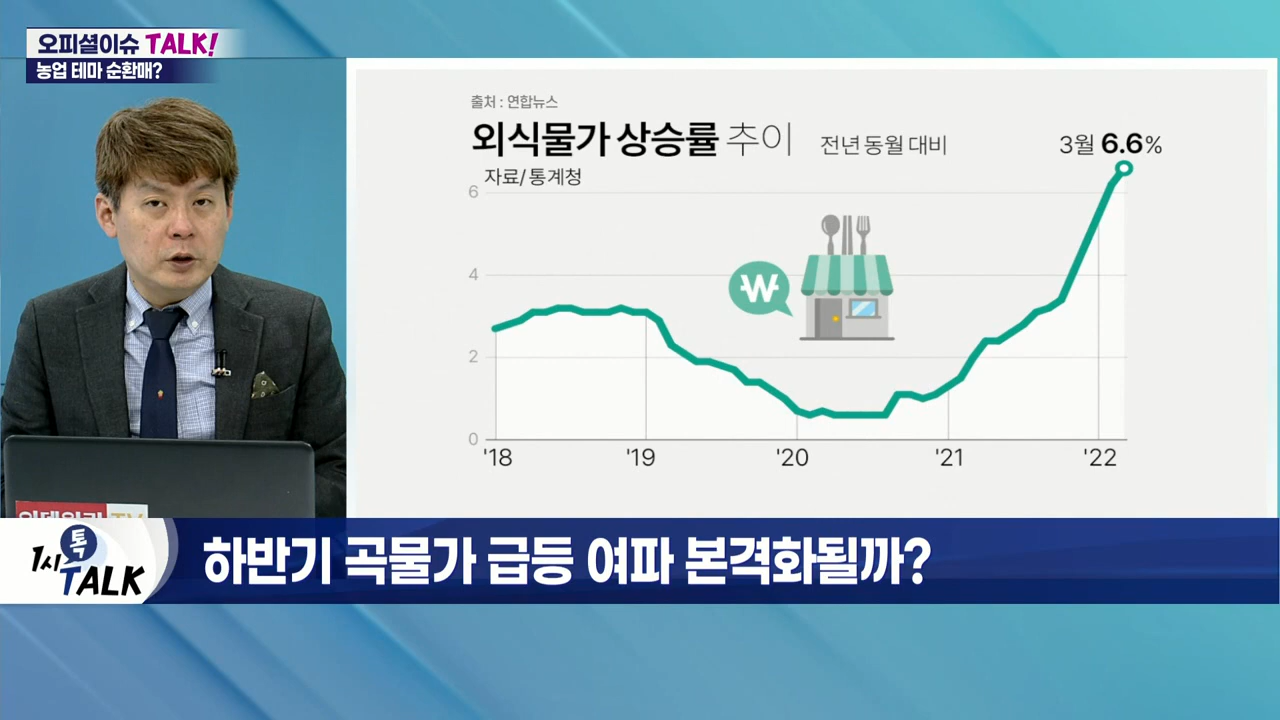 오피셜이슈 TALK!
농업 테마 순환매?
출처 : 연합뉴스
외식물가 상승률 추이 전년 동월 대비
3월 6.6%
자료/ 통계청
6
4
2
0
₩
'18 '19 '20 '21 '22
1시톡
TALK
하반기 곡물가 급등 여파 본격화될까?